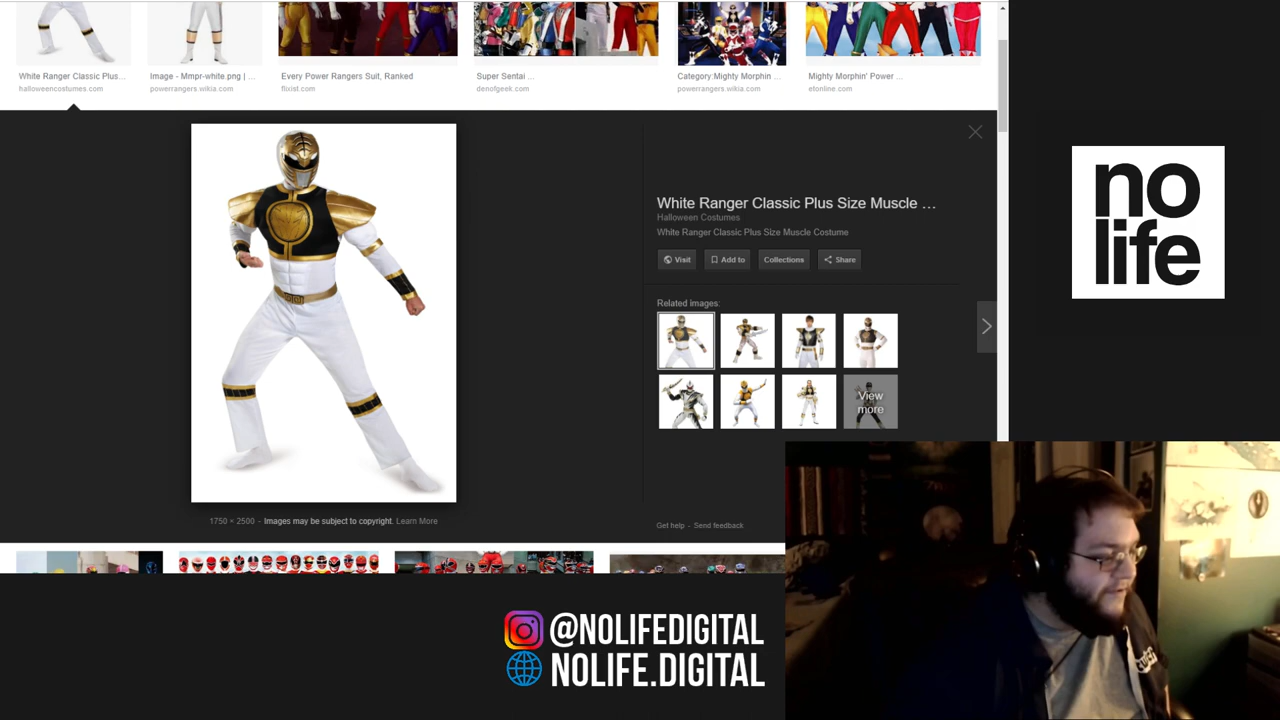 White Ranger Classic Plus...
halloweencostumes.com
Image - Mmpr-white png | ...
powerrangers.wikia.com
Every Power Rangers Suit, Ranked
flixist.com
Super Sentai ...
denofgeek.com
Category:Mighty Morphin ...
powerrangers.wikia.com
Mighty Morphin' Power ...
etonline.com
White Ranger Classic Plus Size Muscle ...
Halloween Costumes
White Ranger Classic Plus Size Muscle Costume
Visit
Add to
Collections
Share
Related images:
View
more
1750 × 2500 - Images may be subject to copyright. Learn More
Get help - Send feedback
no
life
@NOLIFEDIGITAL
NOLIFE.DIGITAL